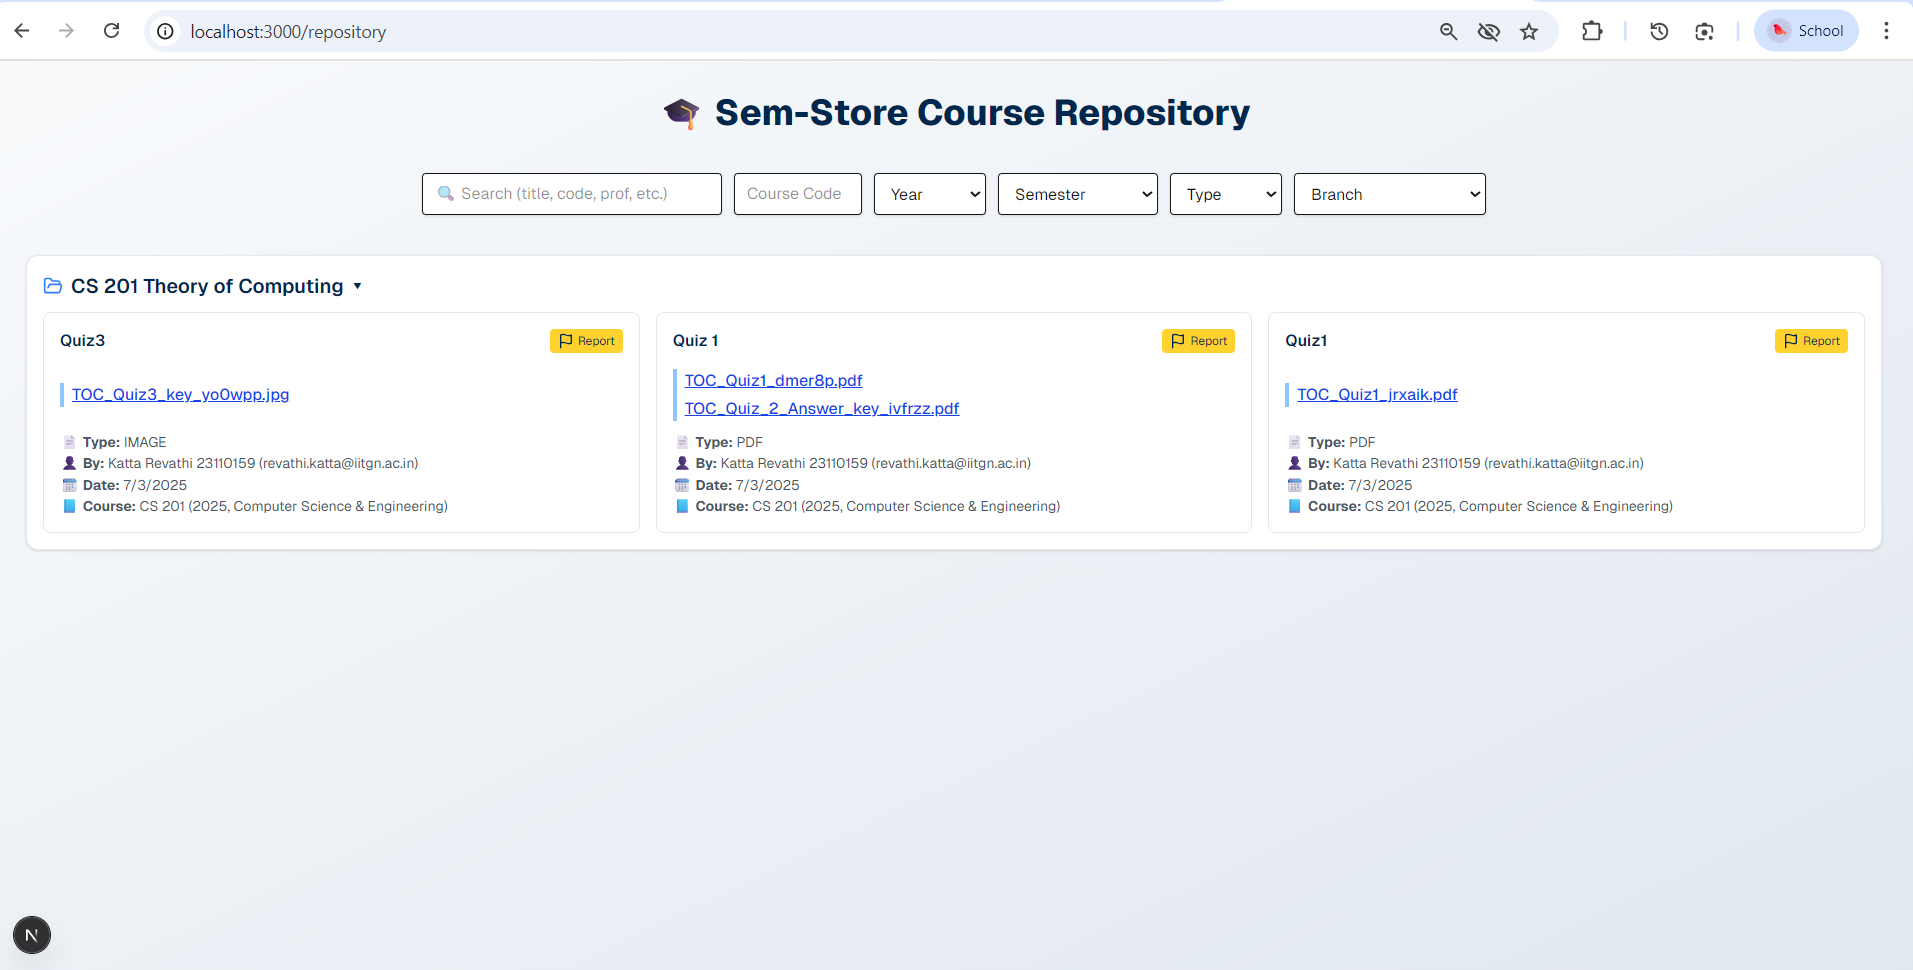 localhost:3000/repository
School
Sem-Store Course Repository
Search (title, code, prof, etc.)
Course Code
Year
Semester
Type
Branch
CS 201 Theory of Computing
Quiz3
Report
TOC_Quiz3_key_yo0wpp.jpg
Type: IMAGE
By: Katta Revathi 23110159 (revathi.katta@iitgn.ac.in)
Date: 7/3/2025
Course: CS 201 (2025, Computer Science & Engineering)
Quiz 1
Report
TOC_Quiz1_dmer8p.pdf
TOC_Quiz_2_Answer_key_ivfrzz.pdf
Type: PDF
By: Katta Revathi 23110159 (revathi.katta@iitgn.ac.in)
Date: 7/3/2025
Course: CS 201 (2025, Computer Science & Engineering)
Quiz1
Report
TOC_Quiz1_jrxaik.pdf
Type: PDF
By: Katta Revathi 23110159 (revathi.katta@iitgn.ac.in)
Date: 7/3/2025
Course: CS 201 (2025, Computer Science & Engineering)
N